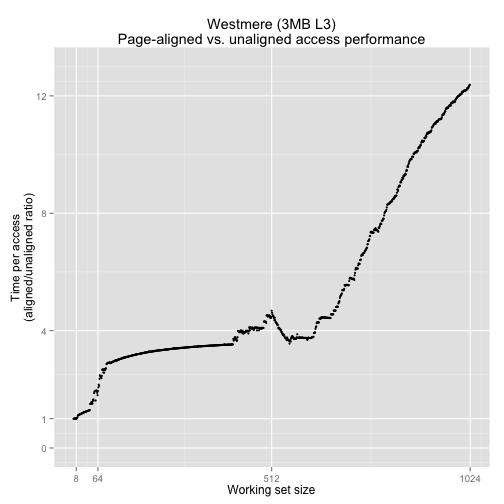 Westmere (3MB L3)
Page-aligned vs. unaligned access performance
Time per access
(aligned/unaligned ratio)
12
8
4
1
0
8
64
512
1024
Working set size